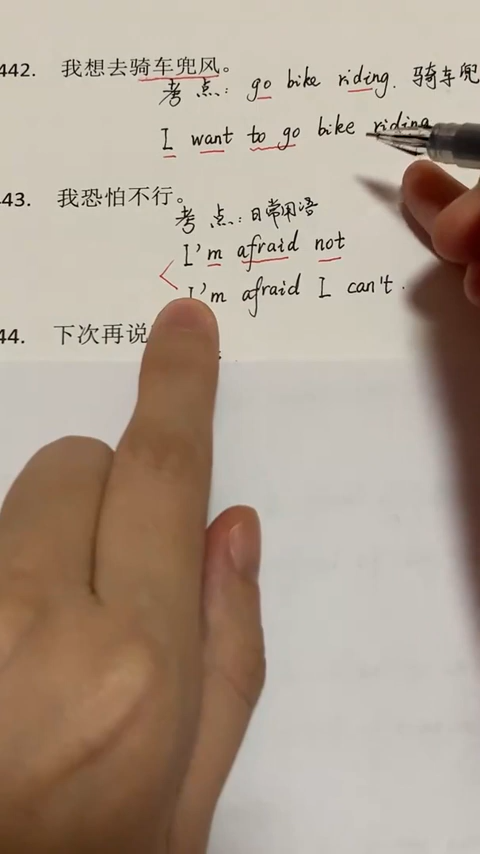 442. 我想去骑车兜风。
考点: go bike riding. 骑车兜
I want to go bike riding
43. 我恐怕不行。
考点:日常用语
I'm afraid not
I'm afraid I can't.
44. 下次再说